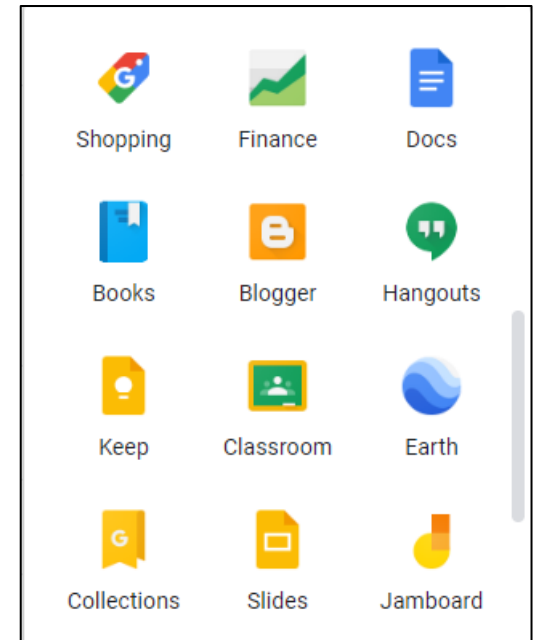 Shopping Finance Docs
Books Blogger Hangouts
Keep Classroom Earth
Collections Slides Jamboard